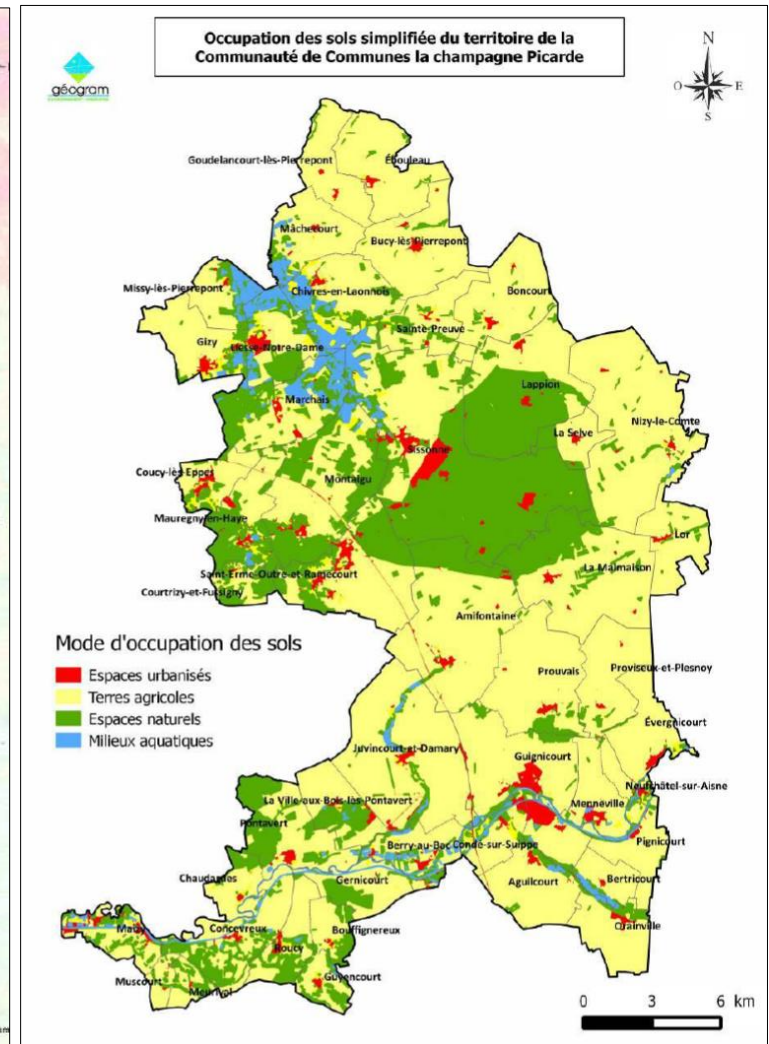 Occupation des sols simplifiée du territoire de la
Communauté de Communes la champagne Picarde
géogram
N
O
E
S
Goudelancourt-lès-Pierrepont
Ébouleau
Mâchecourt
Bucy-lès-Pierrepont
Missy-lès-Pierrepont
Chivres-en-Laonnois
Boncourt
Sainte-Preuve
Gizy
Liesse-Notre-Dame
Lappion
Marchais
Nizy-le-Comte
La Selve
Sissonne
Coucy-lès-Eppes
Montaigu
Mauregny-en-Haye
Lor
La Malmaison
Saint-Erme-Outre-et-Ramecourt
Courtrizy-et-Fussigny
Amifontaine
Mode d'occupation des sols
Espaces urbanisés
Terres agricoles
Espaces naturels
Milieux aquatiques
Prouvais
Proviseux-et-Plesnoy
Évergnicourt
Juvincourt-et-Damary
Guignicourt
Neufchâtel-sur-Aisne
La Ville-aux-Bois-lès-Pontavert
Menneville
Pontavert
Pignicourt
Berry-au-Bac
Condé-sur-Suippe
Chaudardes
Gernicourt
Aguilcourt
Bertricourt
Orainville
Maizy
Concevreux
Bouffignereux
Roucy
Muscourt
Guyencourt
Meurival
0 3 6 km